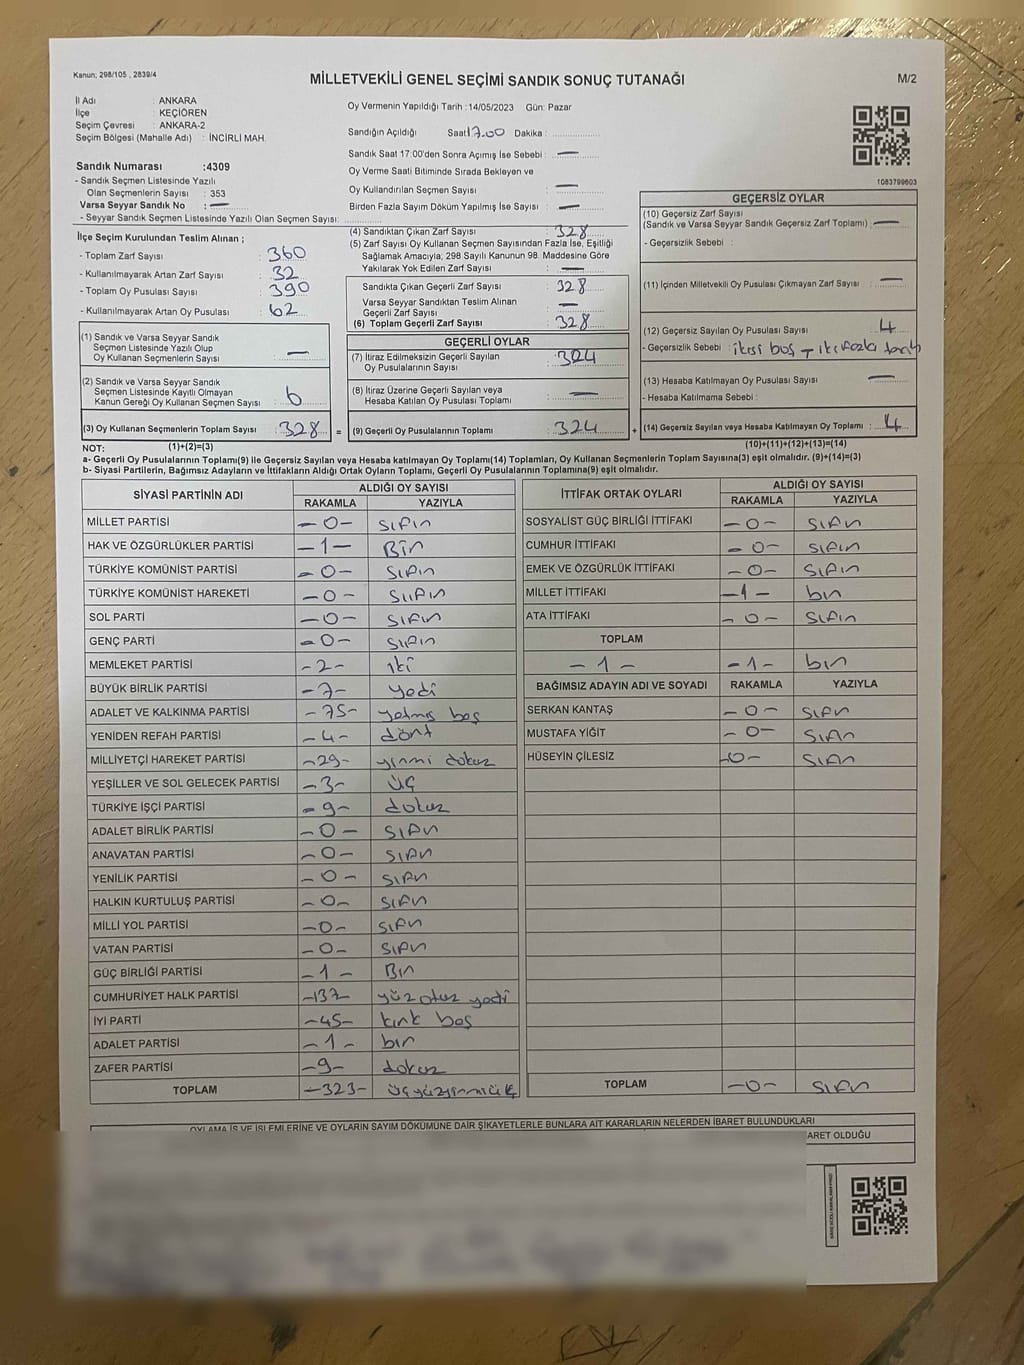 Kanun; 298/105 , 2839/4
MİLLETVEKİLİ GENEL SEÇİMİ SANDIK SONUÇ TUTANAĞI
M/2
İl Adı : ANKARA
İlçe : KEÇİÖREN
Seçim Çevresi : ANKARA-2
Seçim Bölgesi (Mahalle Adı) : İNCİRLİ MAH.
Oy Vermenin Yapıldığı Tarih :14/05/2023 Gün: Pazar
Sandığın Açıldığı Saat 17.00 Dakika :
Sandık Saat 17:00'den Sonra Açımış İse Sebebi : —
Oy Verme Saati Bitiminde Sırada Bekleyen ve
Oy Kullandırılan Seçmen Sayısı : —
Birden Fazla Sayım Döküm Yapılmış İse Sayısı : —
Sandık Numarası :4309
- Sandık Seçmen Listesinde Yazılı
Olan Seçmenlerin Sayısı : 353
Varsa Seyyar Sandık No : —
- Seyyar Sandık Seçmen Listesinde Yazılı Olan Seçmen Sayısı:
1083799603
İlçe Seçim Kurulundan Teslim Alınan ;
- Toplam Zarf Sayısı : 360
- Kullanılmayarak Artan Zarf Sayısı : 32
- Toplam Oy Pusulası Sayısı : 390
- Kullanılmayarak Artan Oy Pusulası : 62
(1) Sandık ve Varsa Seyyar Sandık
Seçmen Listesinde Yazılı Olup
Oy Kullanan Seçmenlerin Sayısı : —
(2) Sandık ve Varsa Seyyar Sandık
Seçmen Listesinde Kayıtlı Olmayan
Kanun Gereği Oy Kullanan Seçmen Sayısı : 6
(3) Oy Kullanan Seçmenlerin Toplam Sayısı : 328 =
(4) Sandıktan Çıkan Zarf Sayısı : 328
(5) Zarf Sayısı Oy Kullanan Seçmen Sayısından Fazla İse, Eşitliği
Sağlamak Amacıyla; 298 Sayılı Kanunun 98. Maddesine Göre
Yakılarak Yok Edilen Zarf Sayısı : —
Sandıkta Çıkan Geçerli Zarf Sayısı : 328
Varsa Seyyar Sandıktan Teslim Alınan
Geçerli Zarf Sayısı : —
(6) Toplam Geçerli Zarf Sayısı : 328
GEÇERLİ OYLAR
(7) İtiraz Edilmeksizin Geçerli Sayılan
Oy Pusulalarının Sayısı : 324
(8) İtiraz Üzerine Geçerli Sayılan veya
Hesaba Katılan Oy Pusulası Toplamı : —
(9) Geçerli Oy Pusulalarının Toplamı : 324 +
GEÇERSİZ OYLAR
(10) Geçersiz Zarf Sayısı
(Sandık ve Varsa Seyyar Sandık Geçersiz Zarf Toplamı) : —
- Geçersizlik Sebebi :
(11) İçinden Milletvekili Oy Pusulası Çıkmayan Zarf Sayısı : —
(12) Geçersiz Sayılan Oy Pusulası Sayısı : 4
- Geçersizlik Sebebi : ikisi boş + iki fazla
(13) Hesaba Katılmayan Oy Pusulası Sayısı : —
- Hesaba Katılmama Sebebi :
(14) Geçersiz Sayılan veya Hesaba Katılmayan Oy Toplamı : 4
NOT: (1)+(2)=(3) (10)+(11)+(12)+(13)=(14)
a- Geçerli Oy Pusulalarının Toplamı(9) ile Geçersiz Sayılan veya Hesaba katılmayan Oy Toplamı(14) Toplamları, Oy Kullanan Seçmenlerin Toplam Sayısına(3) eşit olmalıdır. (9)+(14)=(3)
b- Siyasi Partilerin, Bağımsız Adayların ve İttifakların Aldığı Ortak Oyların Toplamı, Geçerli Oy Pusulalarının Toplamına(9) eşit olmalıdır.
SİYASİ PARTİNİN ADI ALDIĞI OY SAYISI
RAKAMLA YAZIYLA
MİLLET PARTİSİ -0- sıfır
HAK VE ÖZGÜRLÜKLER PARTİSİ -1- Bir
TÜRKİYE KOMÜNİST PARTİSİ -0- sıfır
TÜRKİYE KOMÜNİST HAREKETİ -0- sıfır
SOL PARTİ -0- sıfır
GENÇ PARTİ -0- sıfır
MEMLEKET PARTİSİ -2- iki
BÜYÜK BİRLİK PARTİSİ -7- yedi
ADALET VE KALKINMA PARTİSİ -75- yetmiş beş
YENİDEN REFAH PARTİSİ -4- dört
MİLLİYETÇİ HAREKET PARTİSİ -29- yirmi dokuz
YEŞİLLER VE SOL GELECEK PARTİSİ -3- üç
TÜRKİYE İŞÇİ PARTİSİ -9- dokuz
ADALET BİRLİK PARTİSİ -0- sıfır
ANAVATAN PARTİSİ -0- sıfır
YENİLİK PARTİSİ -0- sıfır
HALKIN KURTULUŞ PARTİSİ -0- sıfır
MİLLİ YOL PARTİSİ -0- sıfır
VATAN PARTİSİ -0- sıfır
GÜÇ BİRLİĞİ PARTİSİ -1- Bir
CUMHURİYET HALK PARTİSİ -137- yüz otuz yedi
İYİ PARTİ -45- kırk beş
ADALET PARTİSİ -1- bir
ZAFER PARTİSİ -9- dokuz
TOPLAM -323- üçyüzyirmiüç
İTTİFAK ORTAK OYLARI ALDIĞI OY SAYISI
RAKAMLA YAZIYLA
SOSYALİST GÜÇ BİRLİĞİ İTTİFAKI -0- sıfır
CUMHUR İTTİFAKI -0- sıfır
EMEK VE ÖZGÜRLÜK İTTİFAKI -0- sıfır
MİLLET İTTİFAKI -1- bir
ATA İTTİFAKI -0- sıfır
TOPLAM
-1- -1- bir
BAĞIMSIZ ADAYIN ADI VE SOYADI RAKAMLA YAZIYLA
SERKAN KANTAŞ -0- sıfır
MUSTAFA YİĞİT -0- sıfır
HÜSEYİN ÇİLESİZ -0- sıfır
TOPLAM -0- sıfır
OYLAMA İŞ VE İŞLEMLERİNE VE OYLARIN SAYIM DÖKÜMÜNE DAİR ŞİKAYETLERLE BUNLARA AİT KARARLARIN NELERDEN İBARET BULUNDUKLARI
ARET OLDUĞU